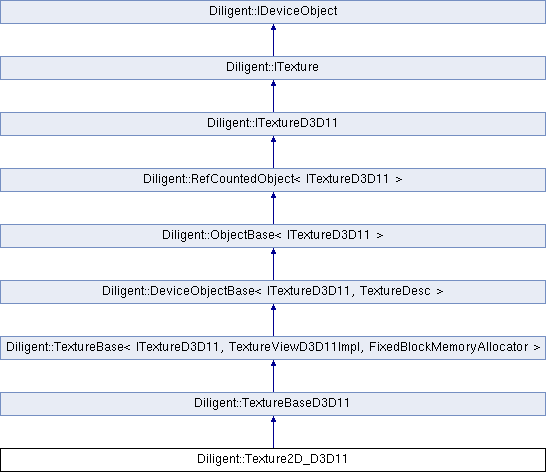 Diligent::IDeviceObject
Diligent::ITexture
Diligent::ITextureD3D11
Diligent::RefCountedObject< ITextureD3D11 >
Diligent::ObjectBase< ITextureD3D11 >
Diligent::DeviceObjectBase< ITextureD3D11, TextureDesc >
Diligent::TextureBase< ITextureD3D11, TextureViewD3D11Impl, FixedBlockMemoryAllocator >
Diligent::TextureBaseD3D11
Diligent::Texture2D_D3D11